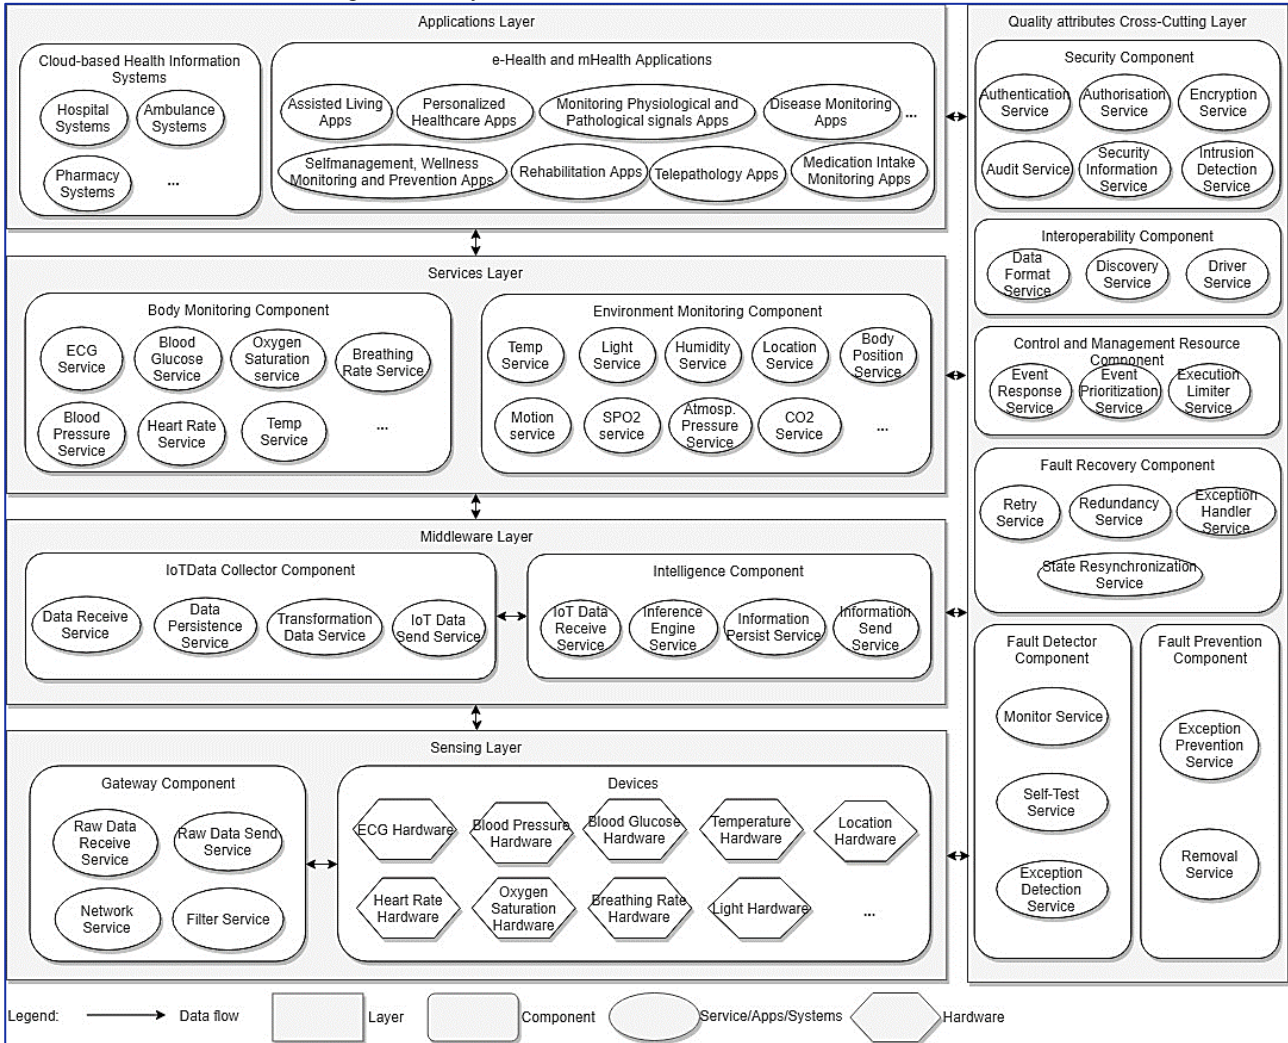 Applications Layer
Cloud-based Health Information
Systems
Hospital
Systems
Ambulance
Systems
Pharmacy
Systems
...
e-Health and mHealth Applications
Assisted Living
Apps
Personalized
Healthcare Apps
Monitoring Physiological and
Pathological signals Apps
Disease Monitoring
Apps
...
Selfmanagement, Wellness
Monitoring and Prevention Apps
Rehabilitation Apps
Telepathology Apps
Medication Intake
Monitoring Apps
Services Layer
Body Monitoring Component
ECG
Service
Blood
Glucose
Service
Oxygen
Saturation
service
Breathing
Rate Service
Blood
Pressure
Service
Heart Rate
Service
Temp
Service
...
Environment Monitoring Component
Temp
Service
Light
Service
Humidity
Service
Location
Service
Body
Position
Service
Motion
service
SPO2
service
Atmosp.
Pressure
Service
CO2
Service
...
Middleware Layer
IoTData Collector Component
Data Receive
Service
Data
Persistence
Service
Transformation
Data Service
IoT Data
Send Service
Intelligence Component
IoT Data
Receive
Service
Inference
Engine
Service
Information
Persist Service
Information
Send
Service
Sensing Layer
Gateway Component
Raw Data
Receive
Service
Raw Data Send
Service
Network
Service
Filter Service
Devices
ECG Hardware
Blood Pressure
Hardware
Blood Glucose
Hardware
Temperature
Hardware
Location
Hardware
Heart Rate
Hardware
Oxygen
Saturation
Hardware
Breathing Rate
Hardware
Light Hardware
...
Quality attributes Cross-Cutting Layer
Security Component
Authentication
Service
Authorisation
Service
Encryption
Service
Audit Service
Security
Information
Service
Intrusion
Detection
Service
Interoperability Component
Data
Format
Service
Discovery
Service
Driver
Service
Control and Management Resource
Component
Event
Response
Service
Event
Prioritization
Service
Execution
Limiter
Service
Fault Recovery Component
Retry
Service
Redundancy
Service
Exception
Handler
Service
State Resynchronization
Service
Fault Detector
Component
Monitor Service
Self-Test
Service
Exception
Detection
Service
Fault Prevention
Component
Exception
Prevention
Service
Removal
Service
Legend:
Data flow
Layer
Component
Service/Apps/Systems
Hardware